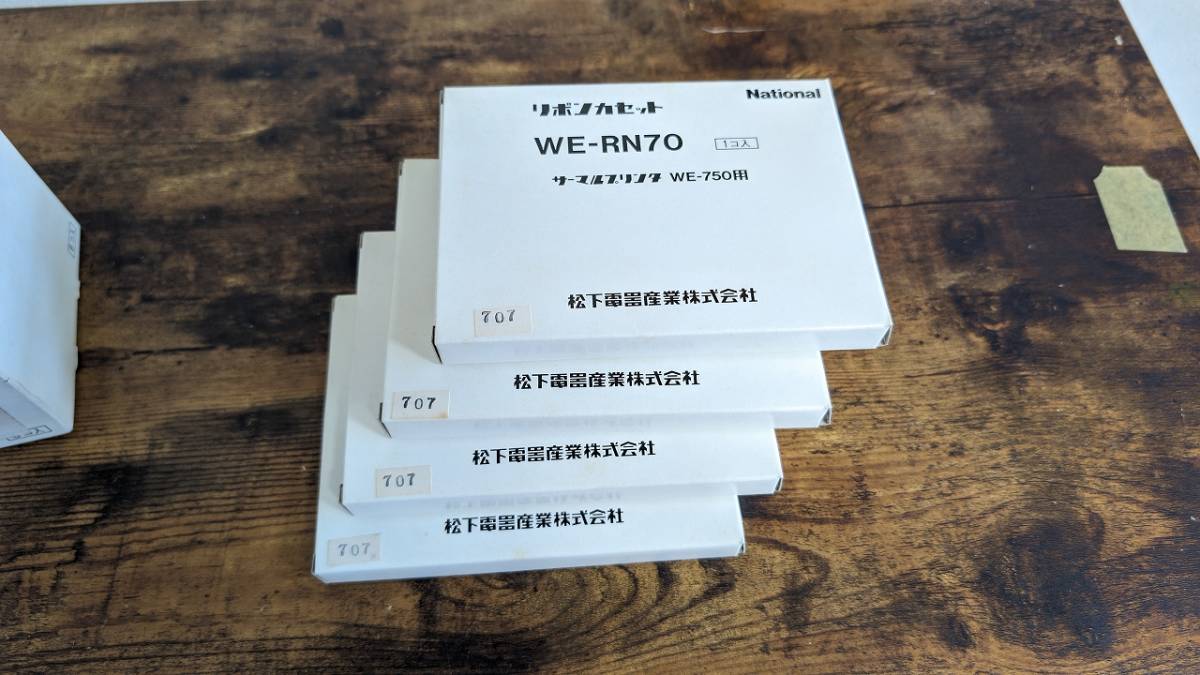 National
リボンカセット
WE-RN70 1コ入
サーマルプリンタ WE-750用
松下電器産業株式会社
707
松下電器産業株式会社
707
松下電器産業株式会社
707
松下電器産業株式会社
707